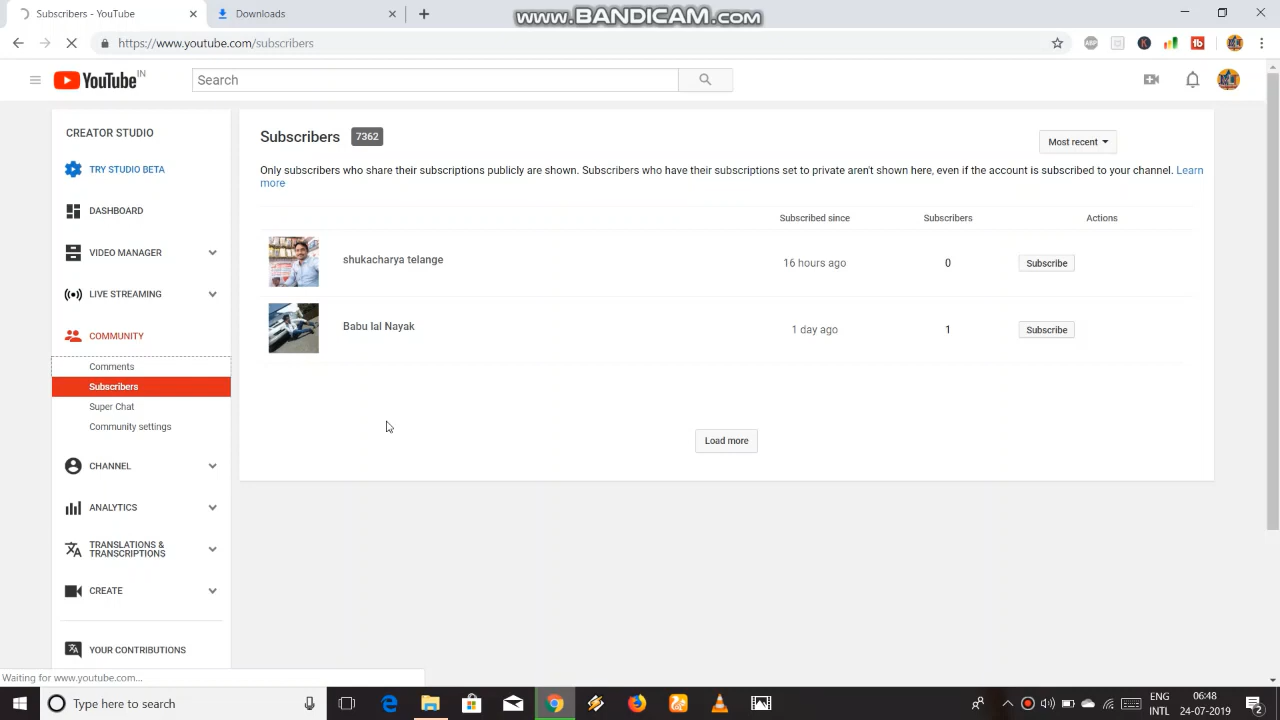 Subscribers - YouTube
Downloads
www.BANDICAM.com
https://www.youtube.com/subscribers
ABP
YouTube IN
Search
CREATOR STUDIO
TRY STUDIO BETA
DASHBOARD
VIDEO MANAGER
LIVE STREAMING
COMMUNITY
Comments
Subscribers
Super Chat
Community settings
CHANNEL
ANALYTICS
TRANSLATIONS &
TRANSCRIPTIONS
CREATE
YOUR CONTRIBUTIONS
Subscribers 7362
Most recent
Only subscribers who share their subscriptions publicly are shown. Subscribers who have their subscriptions set to private aren't shown here, even if the account is subscribed to your channel. Learn
more
Subscribed since Subscribers Actions
shukacharya telange 16 hours ago 0 Subscribe
Babu lal Nayak 1 day ago 1 Subscribe
Load more
Waiting for www.youtube.com...
Type here to search
ENG
INTL
06:48
24-07-2019
2